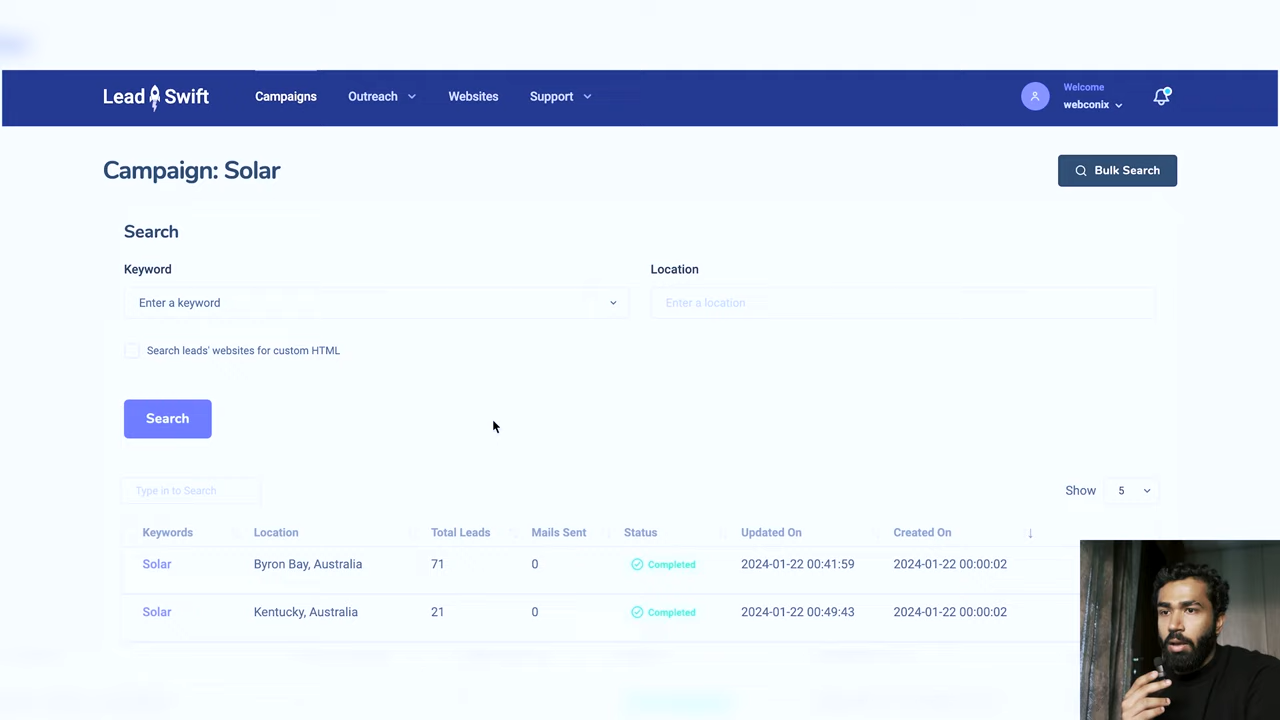 Lead Swift
Campaigns
Outreach
Websites
Support
Welcome
webconix
Campaign: Solar
Bulk Search
Search
Keyword
Location
Enter a keyword
Enter a location
Search leads' websites for custom HTML
Search
Type in to Search
Show 5
Keywords Location Total Leads Mails Sent Status Updated On Created On
Solar Byron Bay, Australia 71 0 Completed 2024-01-22 00:41:59 2024-01-22 00:00:02
Solar Kentucky, Australia 21 0 Completed 2024-01-22 00:49:43 2024-01-22 00:00:02